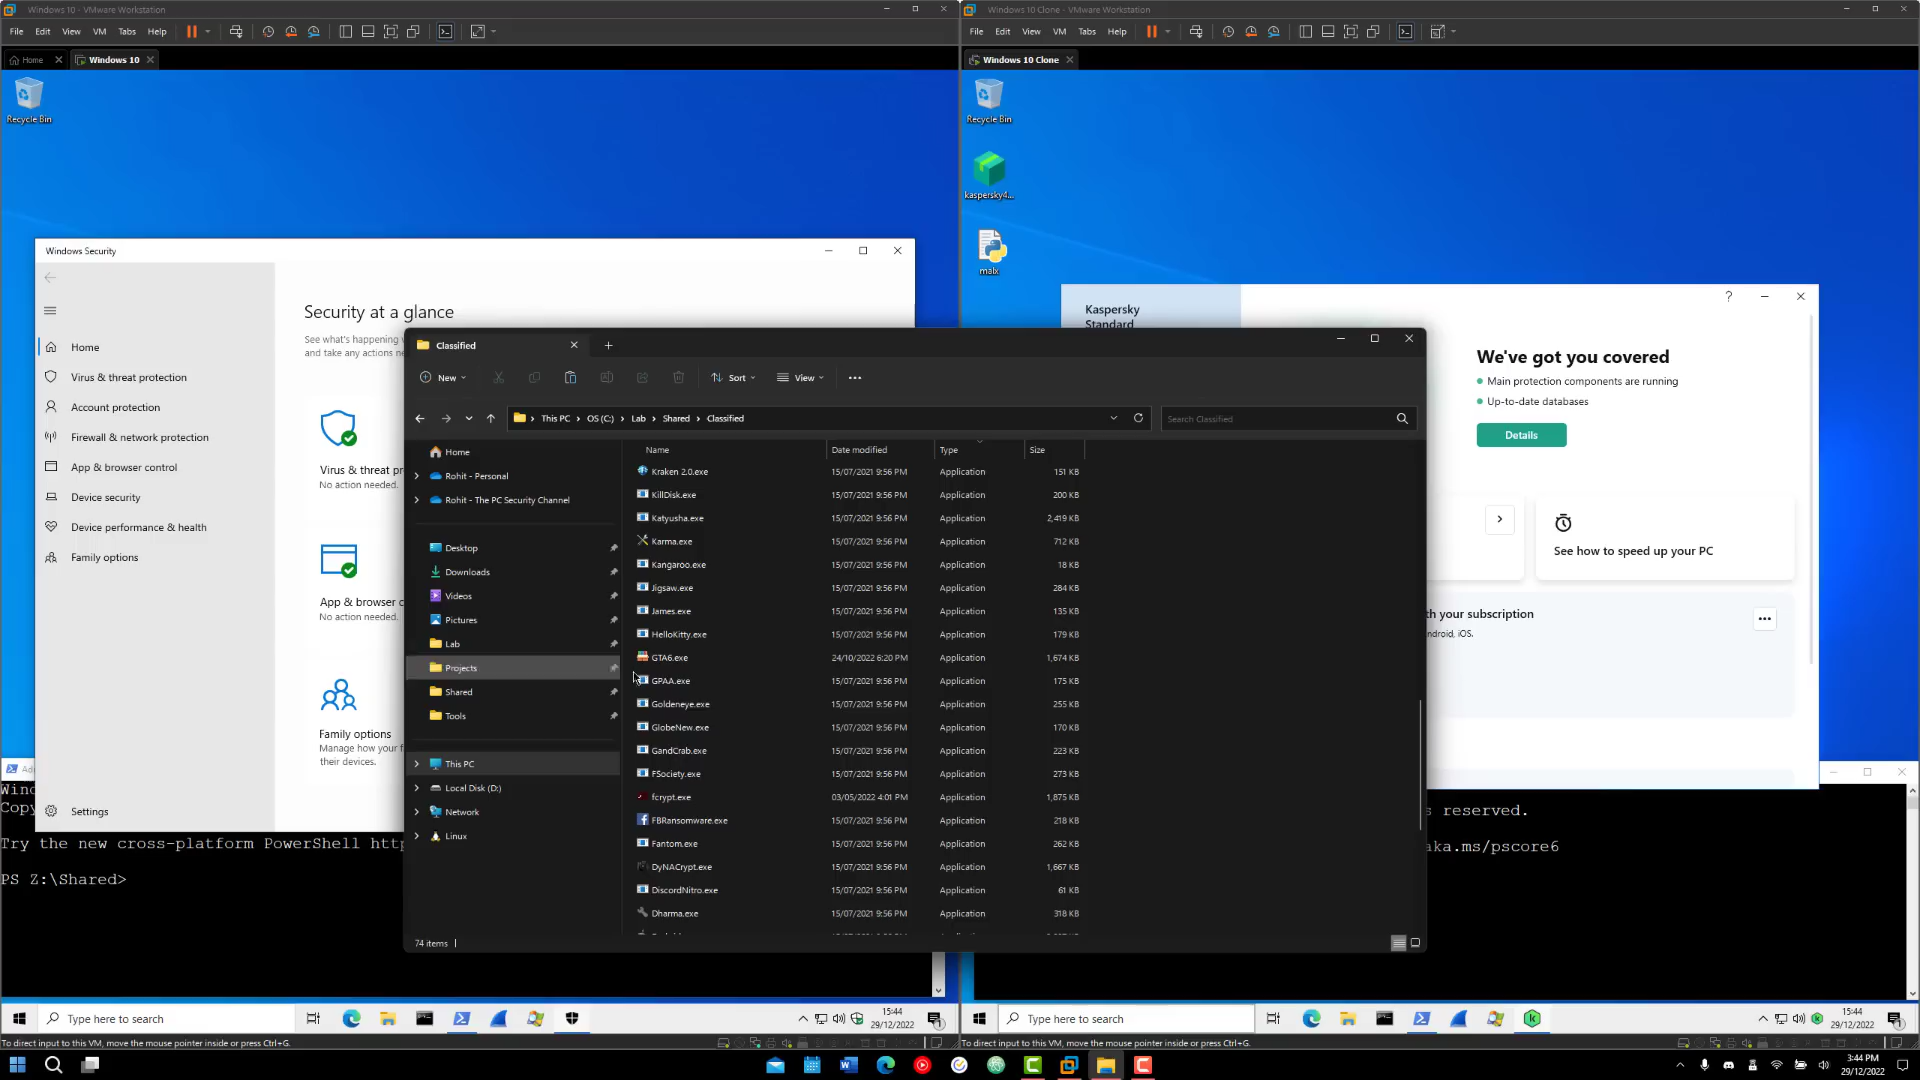 Windows 10 - VMware Workstation
File Edit View VM Tabs Help
Home
Windows 10
Recycle Bin
Windows Security
Home
Virus & threat protection
Account protection
Firewall & network protection
App & browser control
Device security
Device performance & health
Family options
Settings
Security at a glance
See what's happening
and take any actions
Virus & threat
No action needed.
App & browser
No action needed.
Family options
Manage how your
their devices.
Try the new cross-platform PowerShell
PS Z:\Shared>
Type here to search
15:44
29/12/2022
To direct input to this VM, move the mouse pointer inside or press Ctrl+G.
Windows 10 Clone - VMware Workstation
File Edit View VM Tabs Help
Windows 10 Clone
Recycle Bin
kaspersky4...
malx
Kaspersky
Standard
We've got you covered
Main protection components are running
Up-to-date databases
Details
See how to speed up your PC
your subscription
ndroid, iOS.
s reserved.
aka.ms/pscore6
Type here to search
15:44
29/12/2022
To direct input to this VM, move the mouse pointer inside or press Ctrl+G.
Classified
New
Sort
View
This PC > OS (C:) > Lab > Shared > Classified
Search Classified
Home
Rohit - Personal
Rohit - The PC Security Channel
Desktop
Downloads
Videos
Pictures
Lab
Projects
Shared
Tools
This PC
Local Disk (D:)
Network
Linux
Name Date modified Type Size
Kraken 2.0.exe 15/07/2021 9:56 PM Application 151 KB
KillDisk.exe 15/07/2021 9:56 PM Application 200 KB
Katyusha.exe 15/07/2021 9:56 PM Application 2,419 KB
Karma.exe 15/07/2021 9:56 PM Application 712 KB
Kangaroo.exe 15/07/2021 9:56 PM Application 18 KB
Jigsaw.exe 15/07/2021 9:56 PM Application 284 KB
James.exe 15/07/2021 9:56 PM Application 135 KB
HelloKitty.exe 15/07/2021 9:56 PM Application 179 KB
GTA6.exe 24/10/2022 6:20 PM Application 1,674 KB
GPAA.exe 15/07/2021 9:56 PM Application 175 KB
Goldeneye.exe 15/07/2021 9:56 PM Application 255 KB
GlobeNew.exe 15/07/2021 9:56 PM Application 170 KB
GandCrab.exe 15/07/2021 9:56 PM Application 223 KB
FSociety.exe 15/07/2021 9:56 PM Application 273 KB
fcrypt.exe 03/05/2022 4:01 PM Application 1,875 KB
FBRansomware.exe 15/07/2021 9:56 PM Application 218 KB
Fantom.exe 15/07/2021 9:56 PM Application 262 KB
DyNACrypt.exe 15/07/2021 9:56 PM Application 1,667 KB
DiscordNitro.exe 15/07/2021 9:56 PM Application 61 KB
Dharma.exe 15/07/2021 9:56 PM Application 318 KB
74 items
3:44 PM
29/12/2022